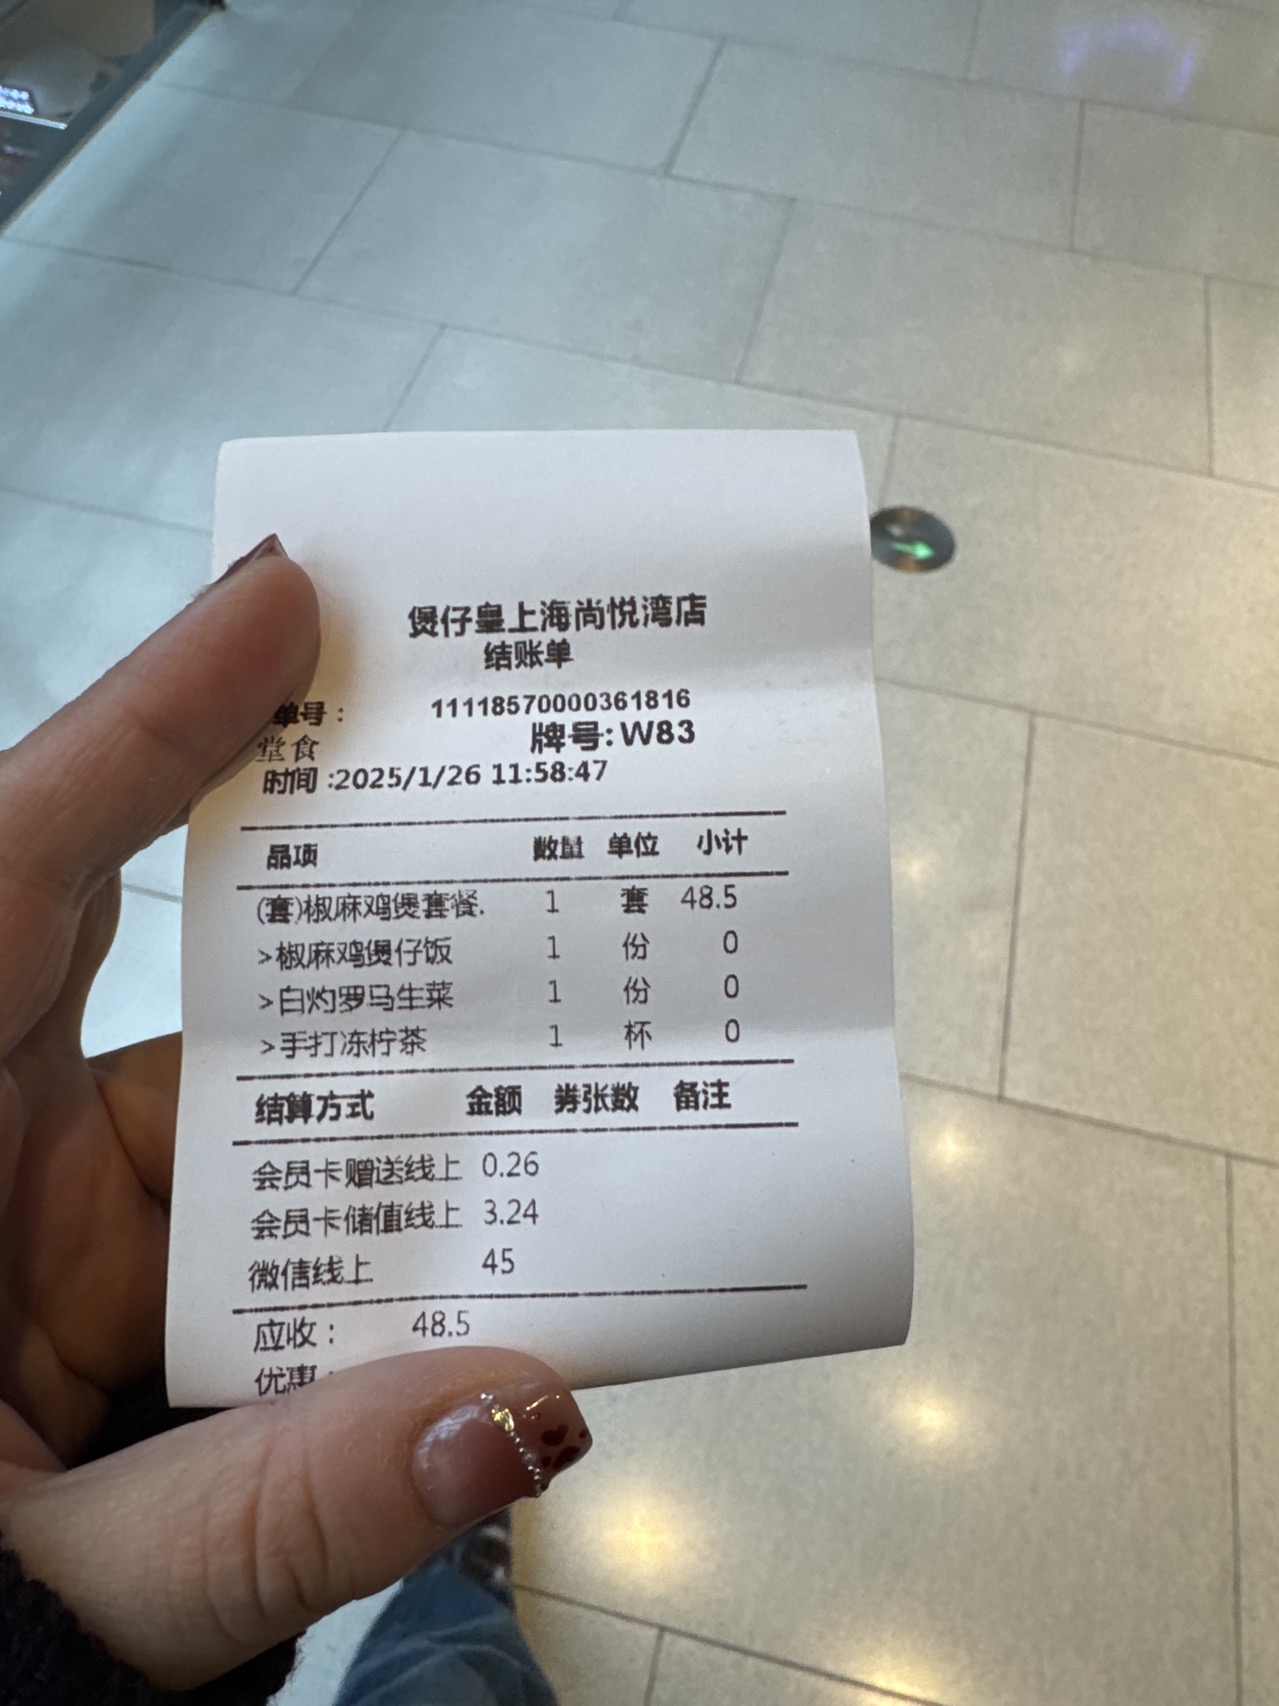 煲仔皇上海尚悦湾店
结账单
单号： 11118570000361816
堂食 牌号:W83
时间:2025/1/26 11:58:47
品项 数量 单位 小计
(套)椒麻鸡煲套餐. 1 套 48.5
>椒麻鸡煲仔饭 1 份 0
>白灼罗马生菜 1 份 0
>手打冻柠茶 1 杯 0
结算方式 金额 券张数 备注
会员卡赠送线上 0.26
会员卡储值线上 3.24
微信线上 45
应收： 48.5
优惠